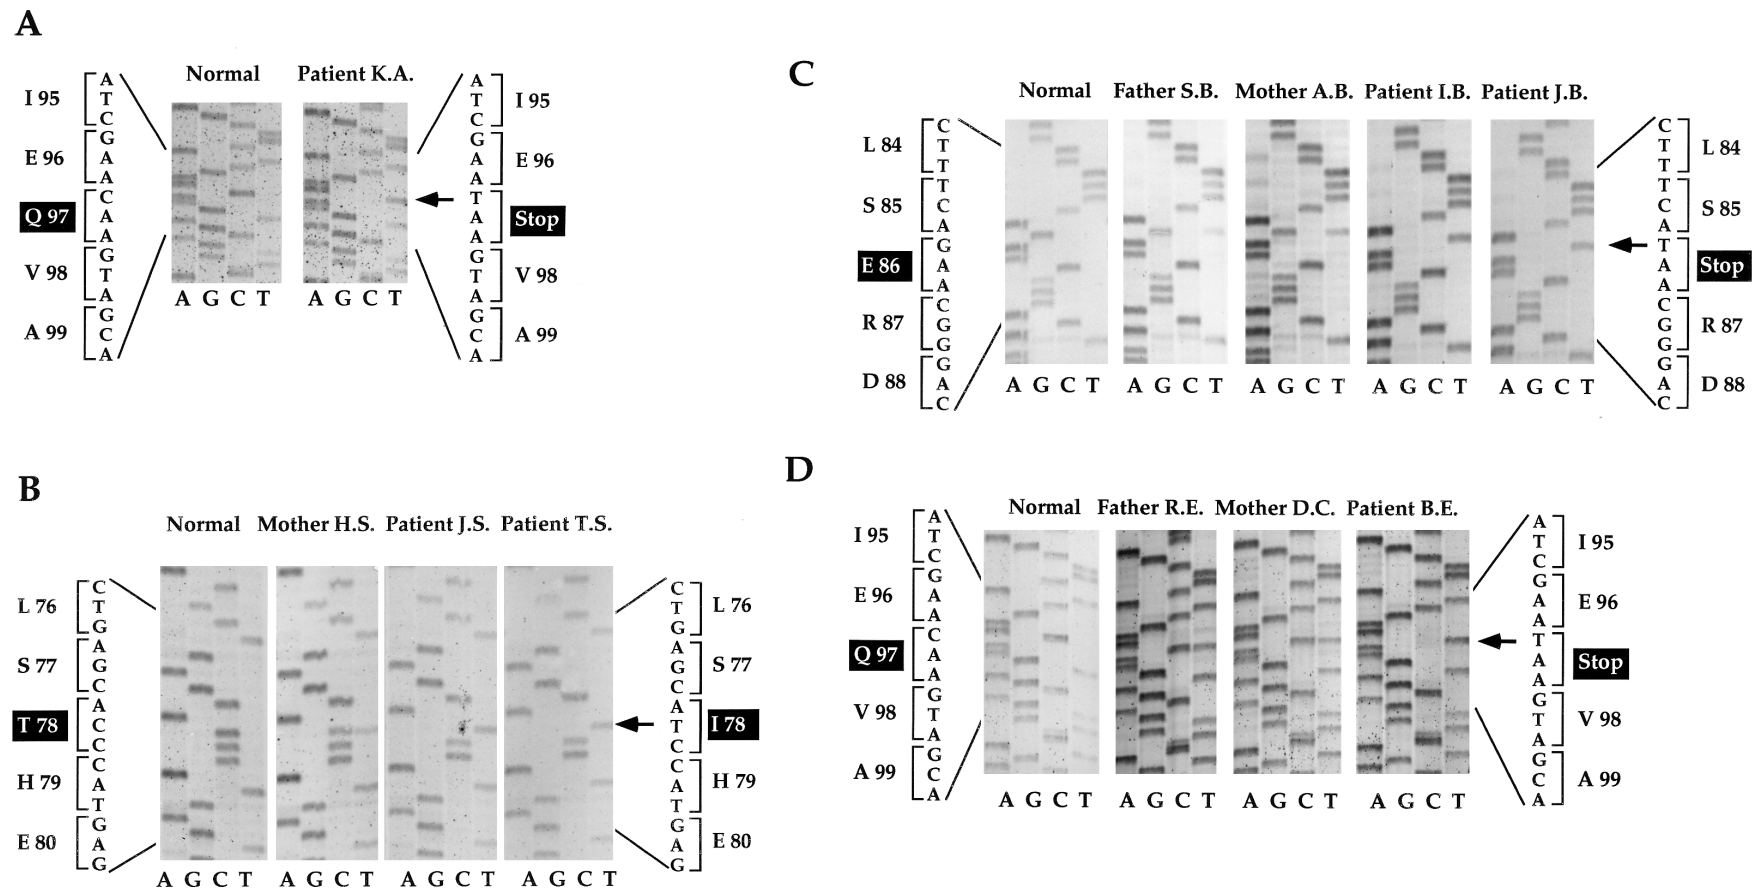 A
Normal Patient K.A.
I 95 A T C
E 96 G A A
Q 97 C A A
V 98 G T A
A 99 G C A
A T C I 95
G A A E 96
T A A Stop
G T A V 98
G C A A 99
A G C T A G C T
B
Normal Mother H.S. Patient J.S. Patient T.S.
L 76 C T G
S 77 A G C
T 78 A C C
H 79 C A T
E 80 G A G
C T G L 76
A G C S 77
A T C I 78
C A T H 79
G A G E 80
A G C T A G C T A G C T A G C T
C
Normal Father S.B. Mother A.B. Patient I.B. Patient J.B.
L 84 C T T
S 85 T C A
E 86 G A A
R 87 C G G
D 88 G A C
C T T L 84
T C A S 85
T A A Stop
C G G R 87
G A C D 88
A G C T A G C T A G C T A G C T A G C T
D
Normal Father R.E. Mother D.C. Patient B.E.
I 95 A T C
E 96 G A A
Q 97 C A A
V 98 G T A
A 99 G C A
A T C I 95
G A A E 96
T A A Stop
G T A V 98
G C A A 99
A G C T A G C T A G C T A G C T